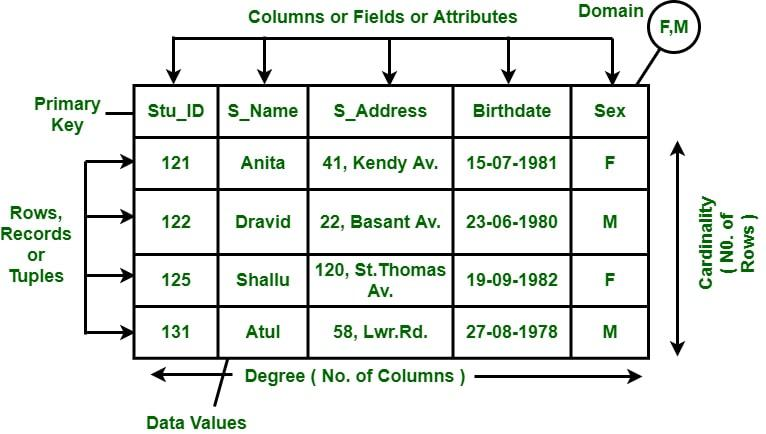 Columns or Fields or Attributes
Domain
F,M
Primary
Key
Stu_ID S_Name S_Address Birthdate Sex
121 Anita 41, Kendy Av. 15-07-1981 F
122 Dravid 22, Basant Av. 23-06-1980 M
125 Shallu 120, St.Thomas
Av. 19-09-1982 F
131 Atul 58, Lwr.Rd. 27-08-1978 M
Rows,
Records
or
Tuples
Cardinality
( N0. of
Rows )
Degree ( No. of Columns )
Data Values